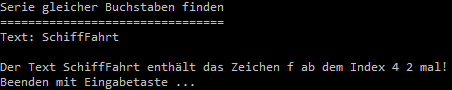 Serie gleicher Buchstaben finden
================================
Text: SchiffFahrt
Der Text SchiffFahrt enthält das Zeichen f ab dem Index 4 2 mal!
Beenden mit Eingabetaste ...